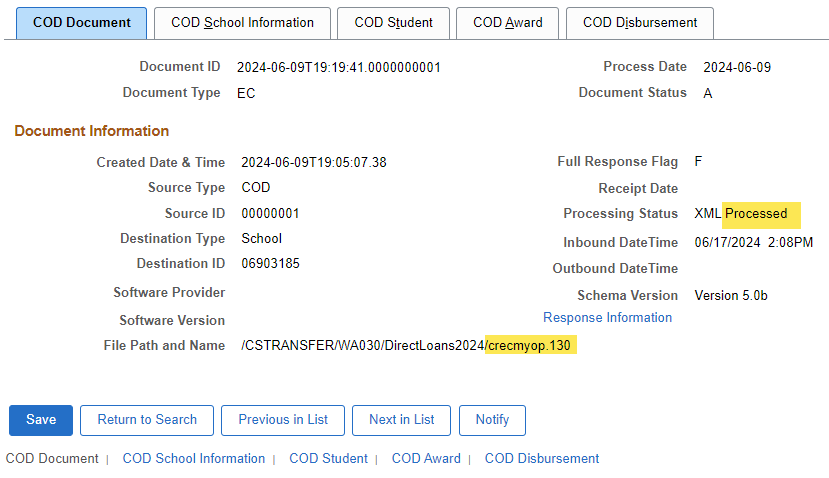 COD Document COD School Information COD Student COD Award COD Disbursement
Document ID 2024-06-09T19:19:41.0000000001 Process Date 2024-06-09
Document Type EC Document Status A
Document Information
Created Date & Time 2024-06-09T19:05:07.38 Full Response Flag F
Source Type COD Receipt Date
Source ID 00000001 Processing Status XML Processed
Destination Type School Inbound DateTime 06/17/2024 2:08PM
Destination ID 06903185 Outbound DateTime
Software Provider Schema Version Version 5.0b
Software Version Response Information
File Path and Name /CSTRANSFER/WA030/DirectLoans2024/crecmyop.130
Save Return to Search Previous in List Next in List Notify
COD Document | COD School Information | COD Student | COD Award | COD Disbursement